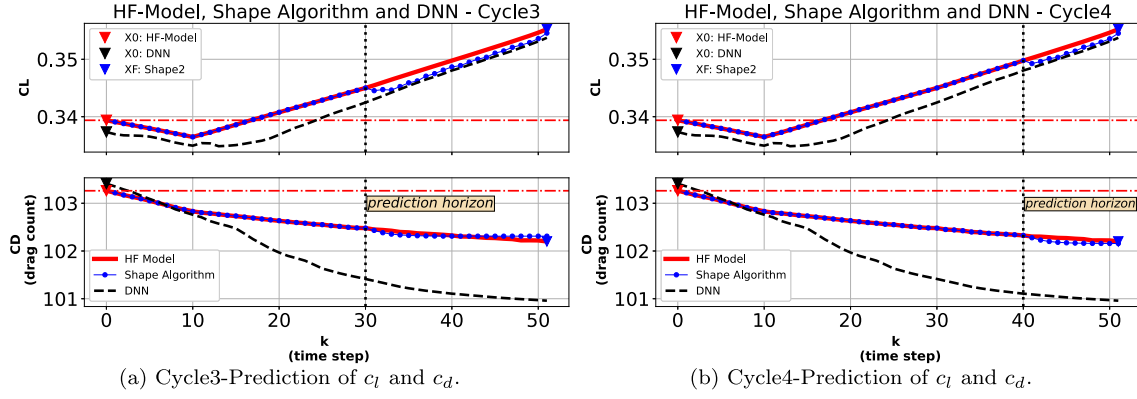 HF-Model, Shape Algorithm and DNN - Cycle3
CL
0.35
0.34
X0: HF-Model
X0: DNN
XF: Shape2
CD
(drag count)
103
102
101
prediction horizon
HF Model
Shape Algorithm
DNN
0 10 20 30 40 50
k
(time step)
(a) Cycle3-Prediction of cl and cd.
HF-Model, Shape Algorithm and DNN - Cycle4
CL
0.35
0.34
X0: HF-Model
X0: DNN
XF: Shape2
CD
(drag count)
103
102
101
prediction horizon
HF Model
Shape Algorithm
DNN
0 10 20 30 40 50
k
(time step)
(b) Cycle4-Prediction of cl and cd.